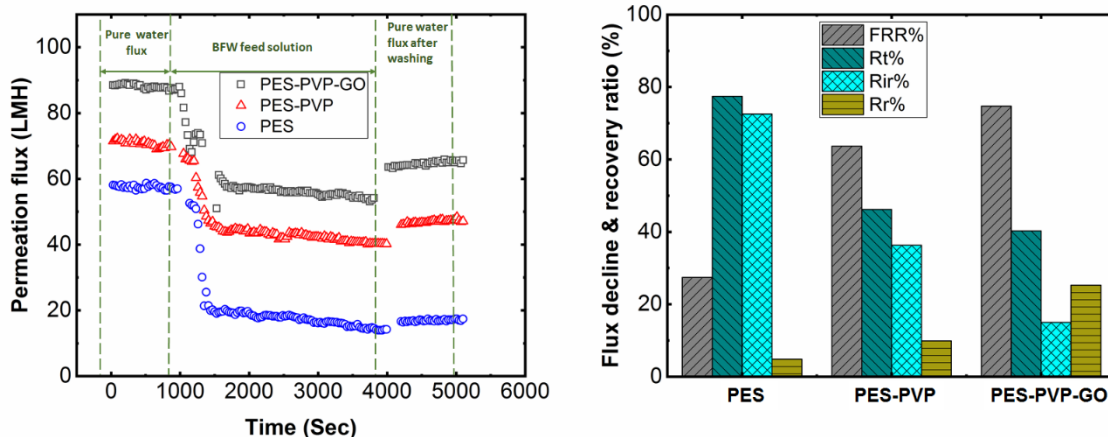 Pure water
flux
BFW feed solution
Pure water
flux after
washing
PES-PVP-GO
PES-PVP
PES
Permeation flux (LMH)
100
80
60
40
20
0
0 1000 2000 3000 4000 5000 6000
Time (Sec)
FRR%
Rt%
Rir%
Rr%
Flux decline & recovery ratio (%)
100
80
60
40
20
0
PES PES-PVP PES-PVP-GO